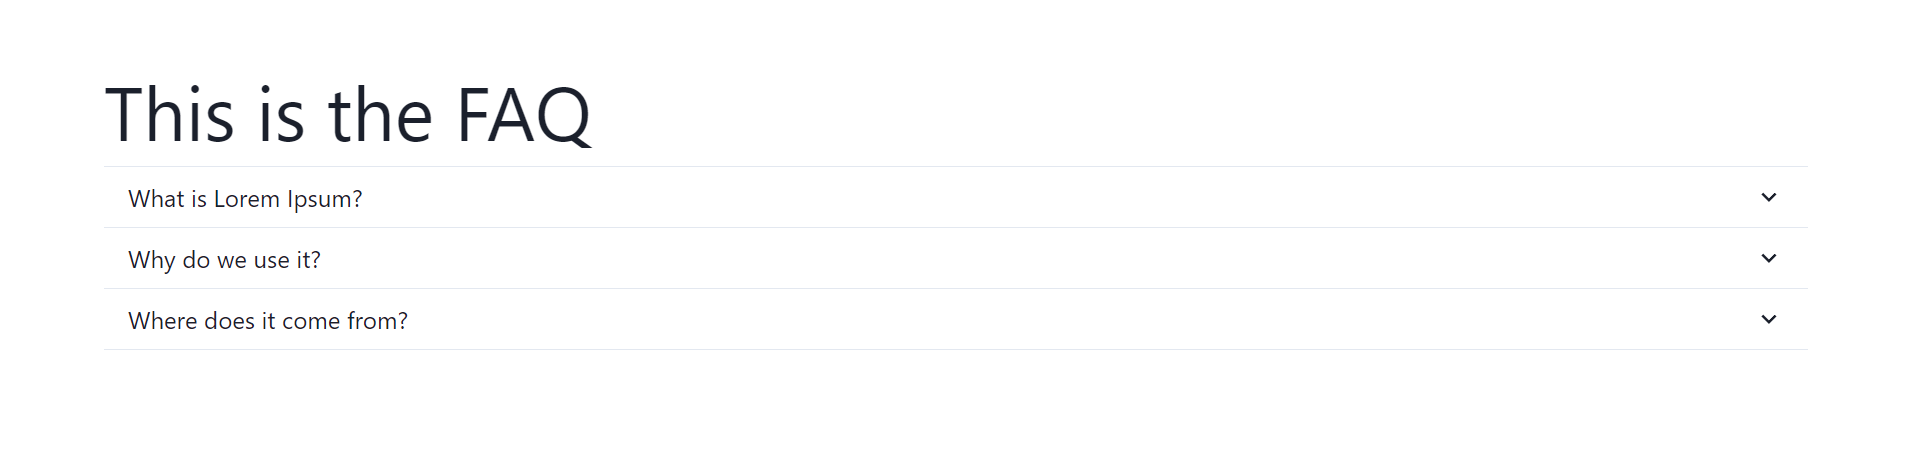 This is the FAQ
What is Lorem Ipsum?
Why do we use it?
Where does it come from?